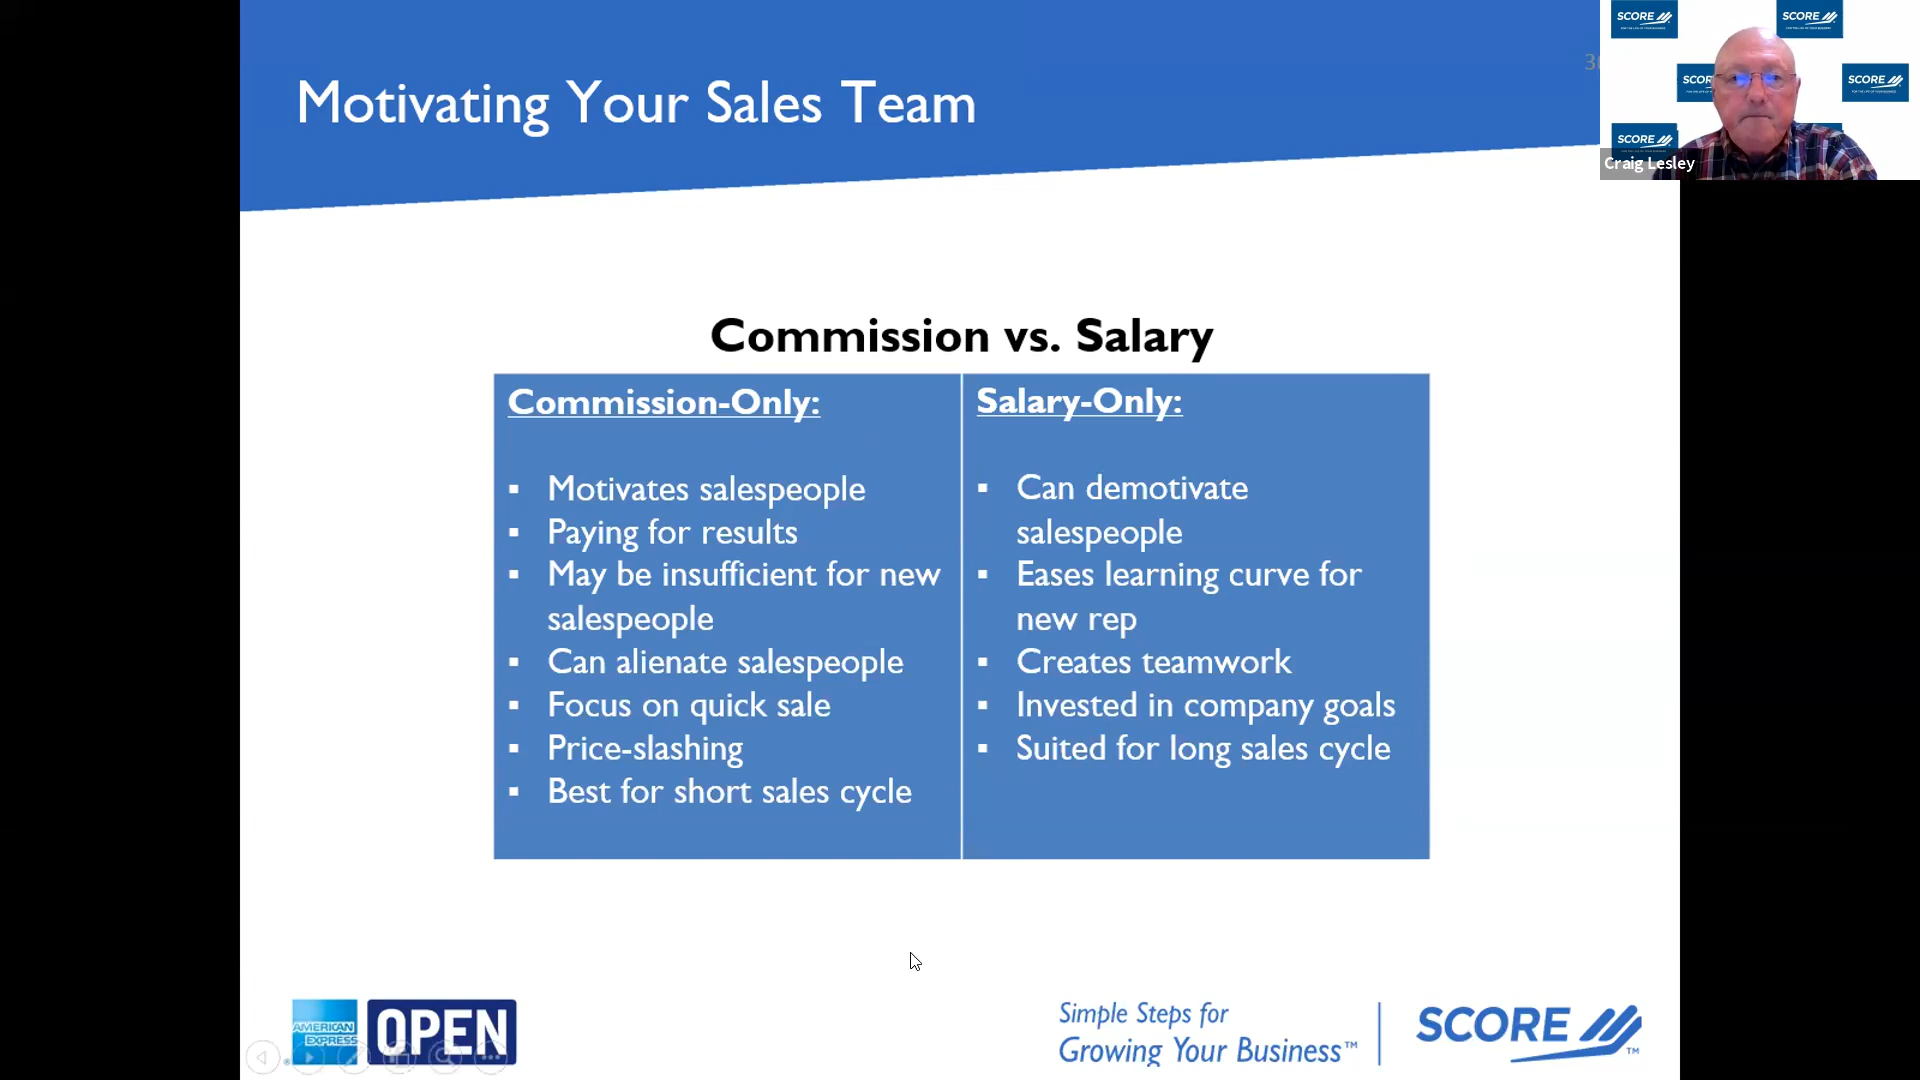 Motivating Your Sales Team
SCORE
SCORE
SCORE
SCORE
Craig Lesley
Commission vs. Salary
Commission-Only:
▪ Motivates salespeople
▪ Paying for results
▪ May be insufficient for new
salespeople
▪ Can alienate salespeople
▪ Focus on quick sale
▪ Price-slashing
▪ Best for short sales cycle
Salary-Only:
▪ Can demotivate
salespeople
▪ Eases learning curve for
new rep
▪ Creates teamwork
▪ Invested in company goals
▪ Suited for long sales cycle
AMERICAN
EXPRESS
OPEN
Simple Steps for
Growing Your Business™
SCORE™